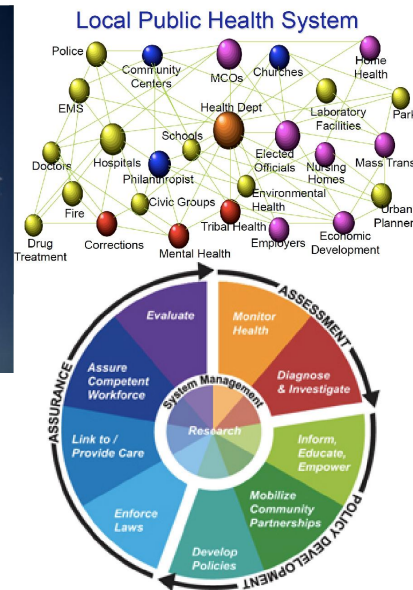 Local Public Health System
Police
Community
Centers
MCOs
Churches
Home
Health
EMS
Health Dept
Laboratory
Facilities
Park
Doctors
Hospitals
Schools
Philanthropist
Elected
Officials
Nursing
Homes
Mass Trans
Fire
Civic Groups
Environmental
Health
Urban
Planner
Drug
Treatment
Corrections
Mental Health
Tribal Health
Employers
Economic
Development
ASSESSMENT
Monitor
Health
Diagnose
& Investigate
POLICY DEVELOPMENT
Inform,
Educate,
Empower
Mobilize
Community
Partnerships
Develop
Policies
ASSURANCE
Enforce
Laws
Link to /
Provide Care
Assure
Competent
Workforce
Evaluate
System Management
Research